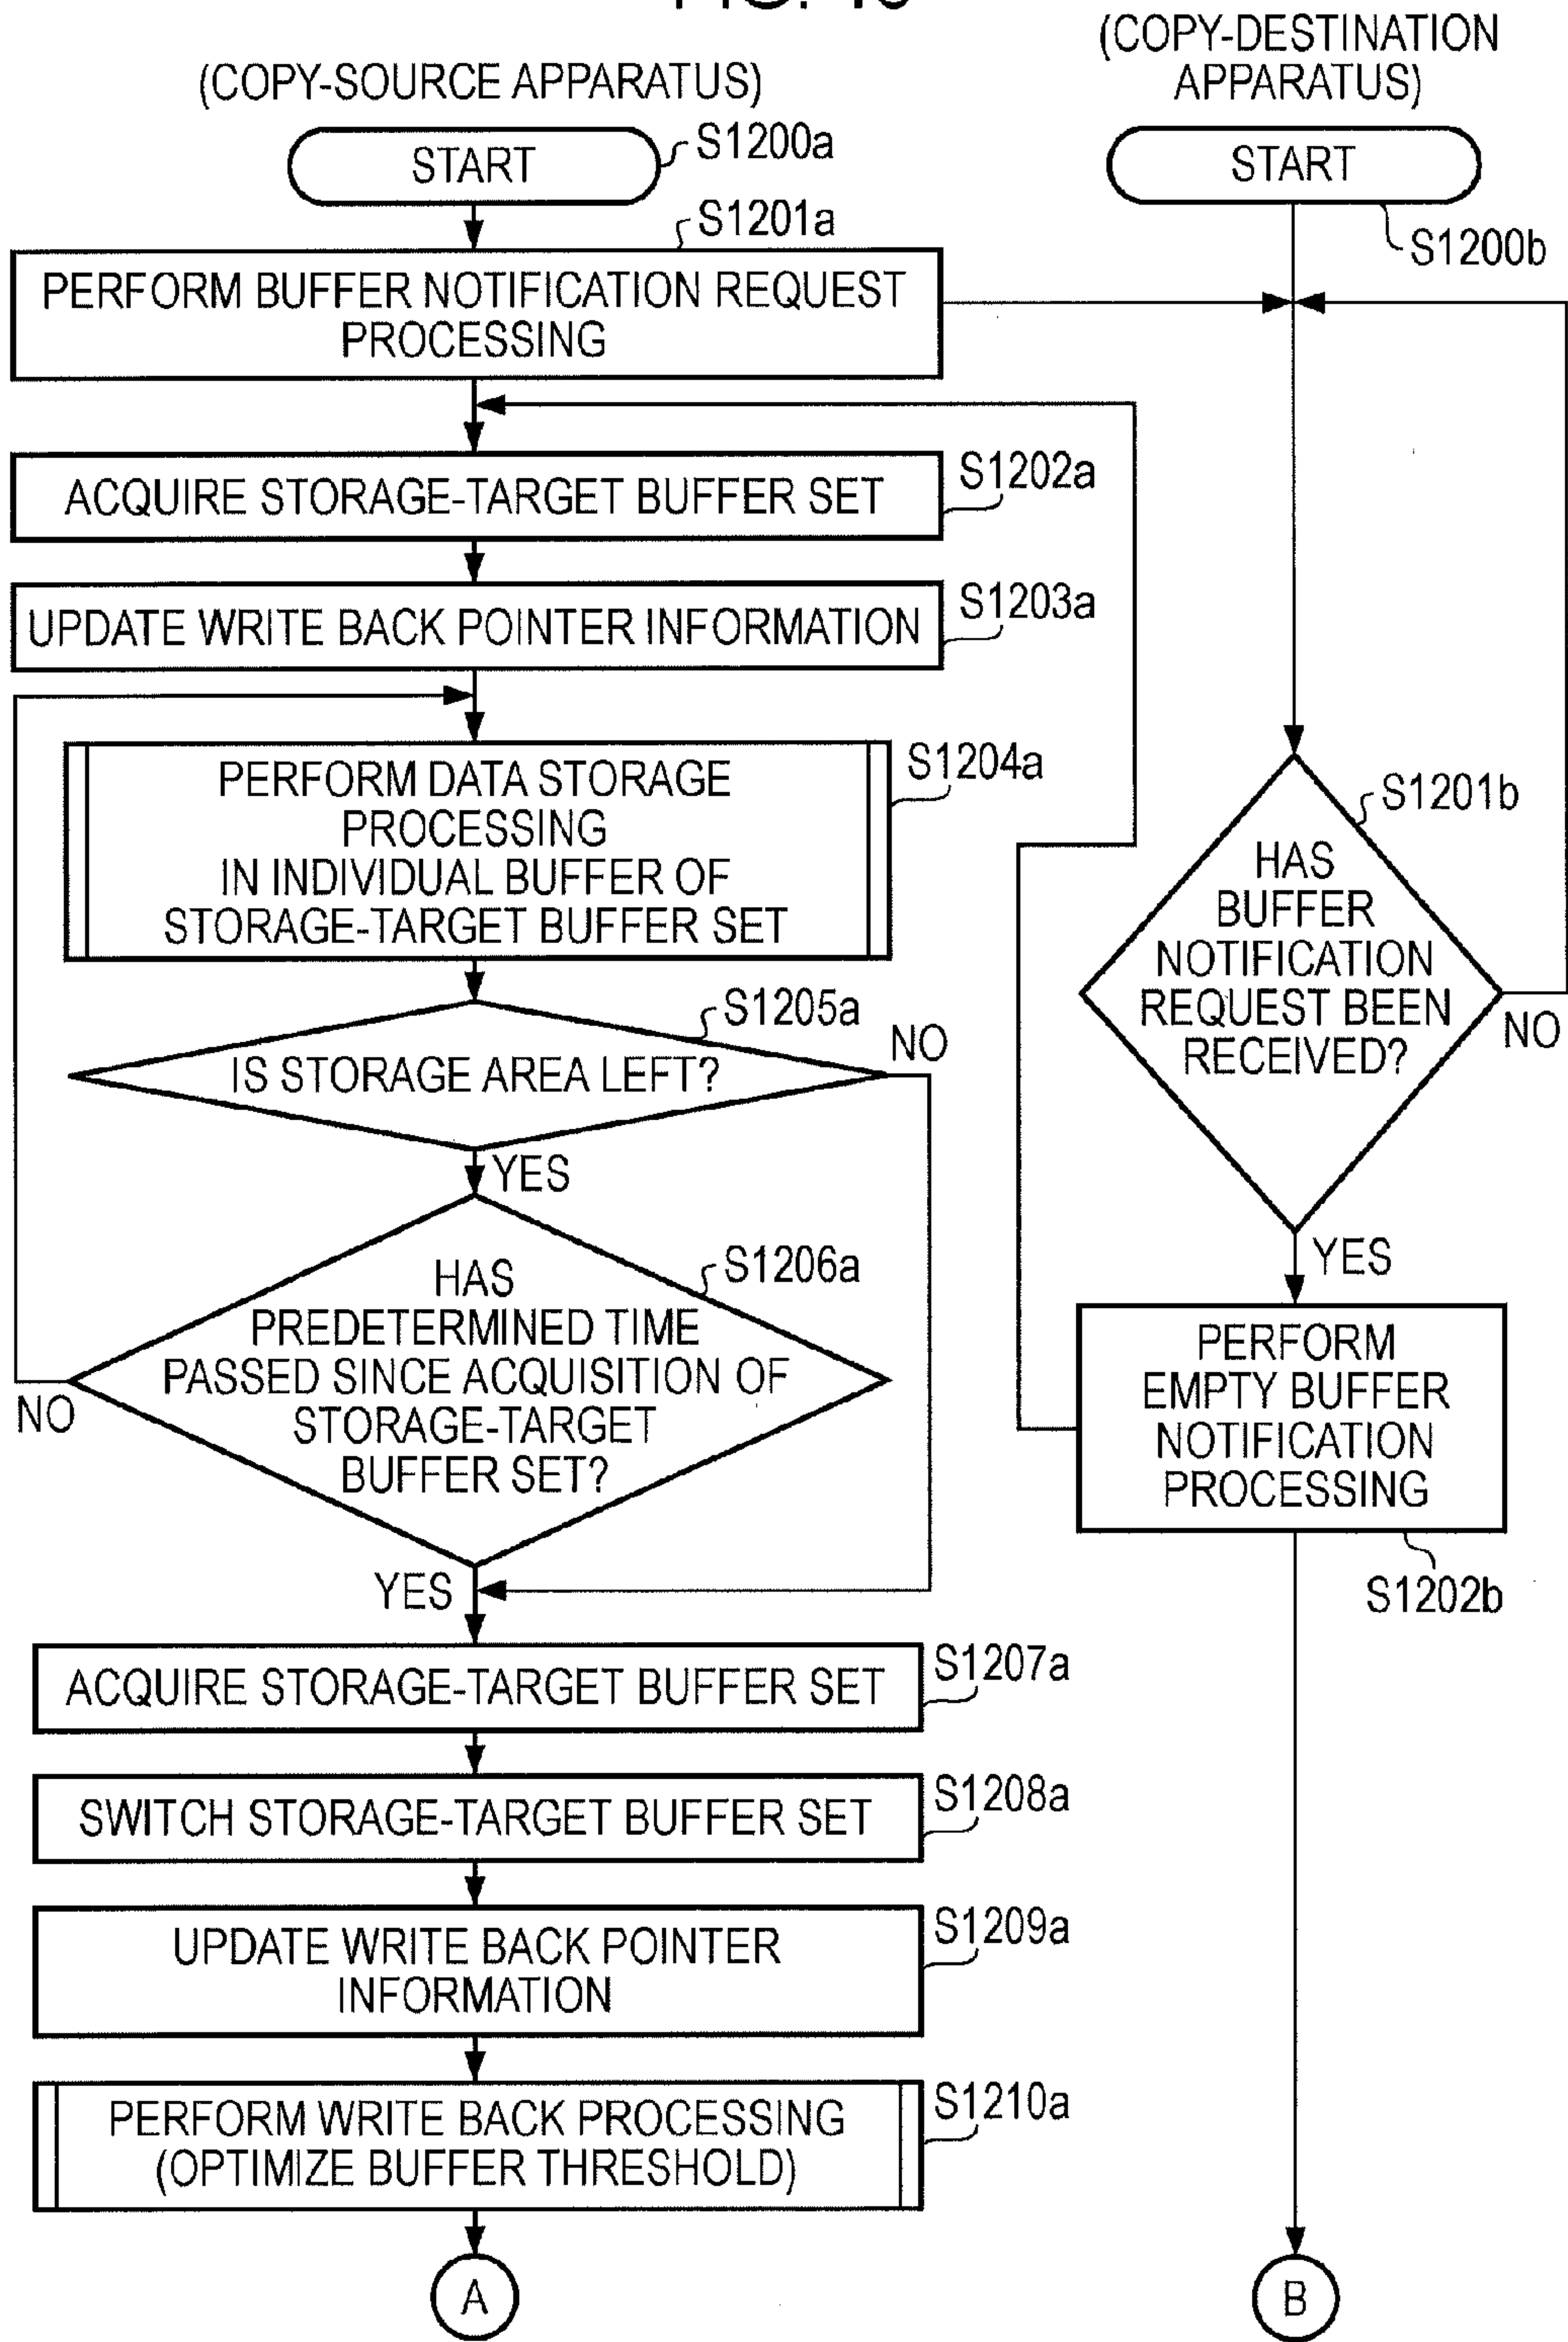 (COPY-SOURCE APPARATUS)
START
S1200a
S1201a
PERFORM BUFFER NOTIFICATION REQUEST
PROCESSING
S1202a
ACQUIRE STORAGE-TARGET BUFFER SET
S1203a
UPDATE WRITE BACK POINTER INFORMATION
S1204a
PERFORM DATA STORAGE
PROCESSING
IN INDIVIDUAL BUFFER OF
STORAGE-TARGET BUFFER SET
S1205a
IS STORAGE AREA LEFT?
NO
YES
S1206a
HAS
PREDETERMINED TIME
PASSED SINCE ACQUISITION OF
STORAGE-TARGET
BUFFER SET?
NO
YES
S1207a
ACQUIRE STORAGE-TARGET BUFFER SET
S1208a
SWITCH STORAGE-TARGET BUFFER SET
S1209a
UPDATE WRITE BACK POINTER
INFORMATION
S1210a
PERFORM WRITE BACK PROCESSING
(OPTIMIZE BUFFER THRESHOLD)
A
(COPY-DESTINATION
APPARATUS)
START
S1200b
S1201b
HAS
BUFFER
NOTIFICATION
REQUEST BEEN
RECEIVED?
NO
YES
PERFORM
EMPTY BUFFER
NOTIFICATION
PROCESSING
S1202b
B